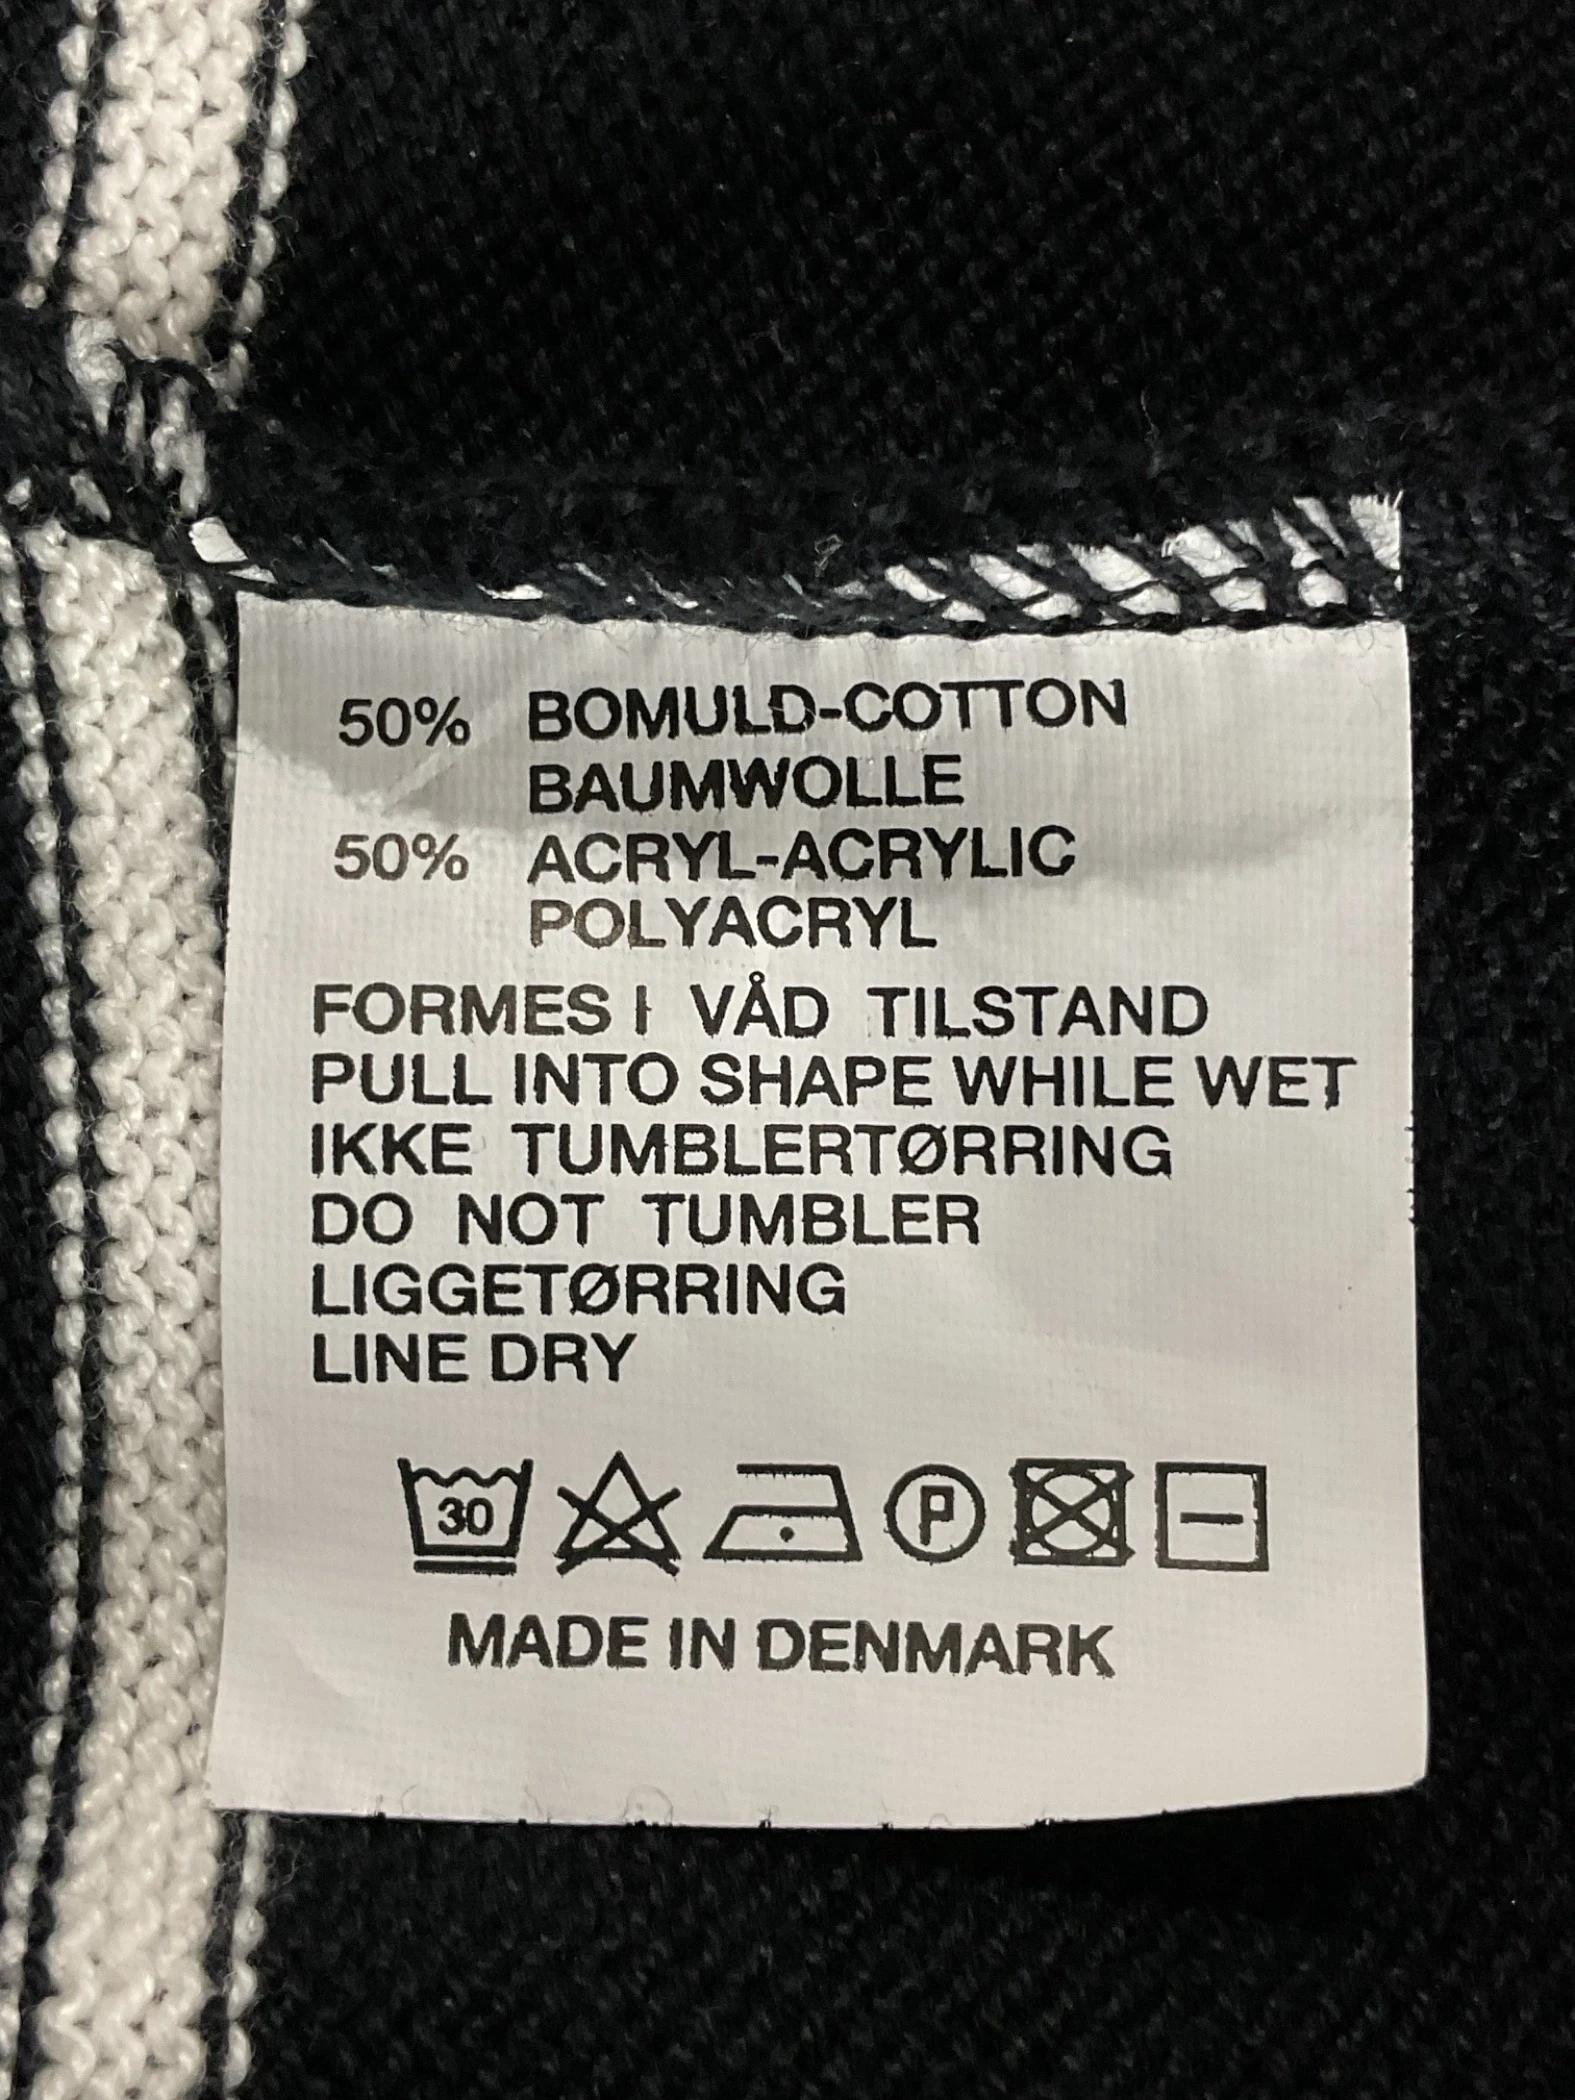 50% BOMULD-COTTON
BAUMWOLLE
50% ACRYL-ACRYLIC
POLYACRYL
FORMES I VÅD TILSTAND
PULL INTO SHAPE WHILE WET
IKKE TUMBLERTØRRING
DO NOT TUMBLER
LIGGETØRRING
LINE DRY
30 P
MADE IN DENMARK